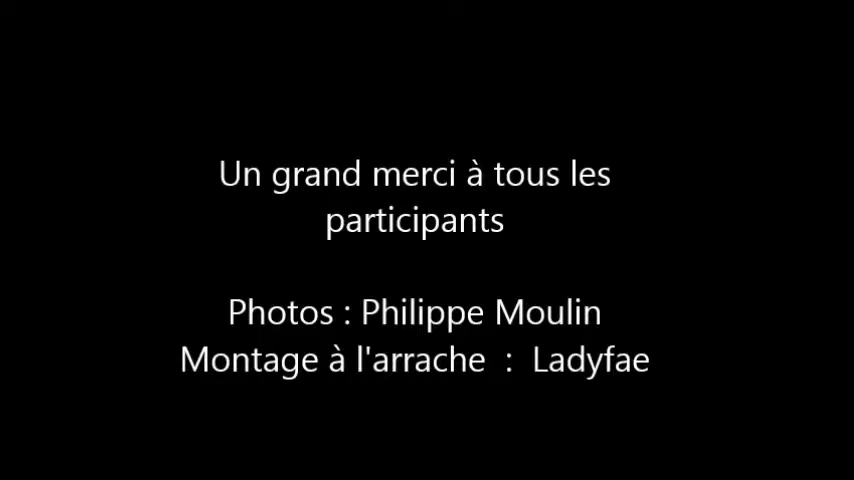 Un grand merci à tous les
participants
Photos : Philippe Moulin
Montage à l'arrache  :  Ladyfae